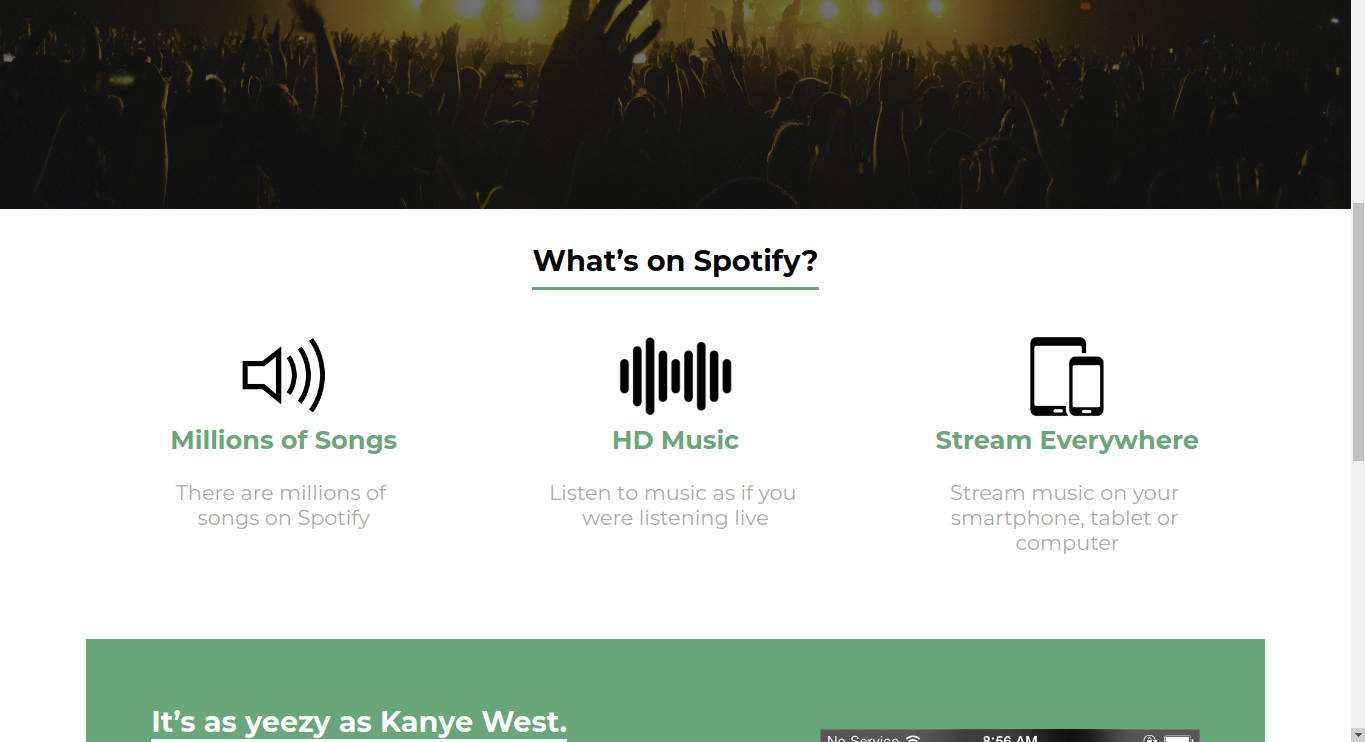 What's on Spotify?
Millions of Songs
There are millions of
songs on Spotify
HD Music
Listen to music as if you
were listening live
Stream Everywhere
Stream music on your
smartphone, tablet or
computer
It's as yeezy as Kanye West.
No Service 8:56 AM